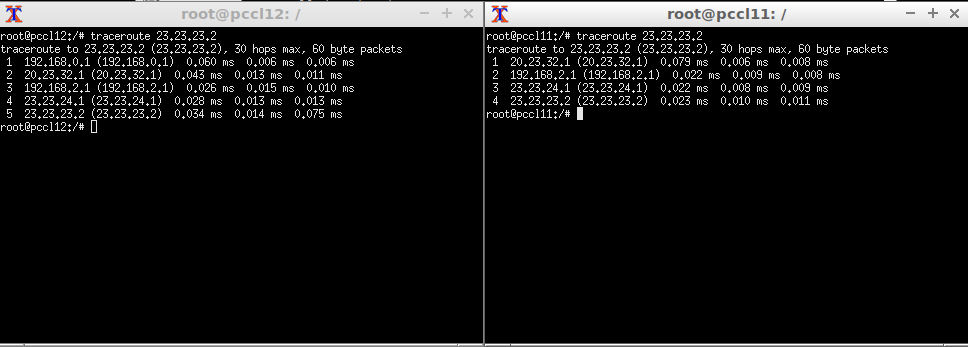 root@pccl12: /
root@pccl12:/# traceroute 23.23.23.2
traceroute to 23.23.23.2 (23.23.23.2), 30 hops max, 60 byte packets
1 192.168.0.1 (192.168.0.1) 0.060 ms 0.006 ms 0.006 ms
2 20.23.32.1 (20.23.32.1) 0.043 ms 0.013 ms 0.011 ms
3 192.168.2.1 (192.168.2.1) 0.026 ms 0.015 ms 0.010 ms
4 23.23.24.1 (23.23.24.1) 0.028 ms 0.013 ms 0.013 ms
5 23.23.23.2 (23.23.23.2) 0.034 ms 0.014 ms 0.075 ms
root@pccl12:/#
root@pccl11: /
root@pccl11:/# traceroute 23.23.23.2
traceroute to 23.23.23.2 (23.23.23.2), 30 hops max, 60 byte packets
1 20.23.32.1 (20.23.32.1) 0.079 ms 0.006 ms 0.008 ms
2 192.168.2.1 (192.168.2.1) 0.022 ms 0.009 ms 0.008 ms
3 23.23.24.1 (23.23.24.1) 0.022 ms 0.008 ms 0.009 ms
4 23.23.23.2 (23.23.23.2) 0.023 ms 0.010 ms 0.011 ms
root@pccl11:/#